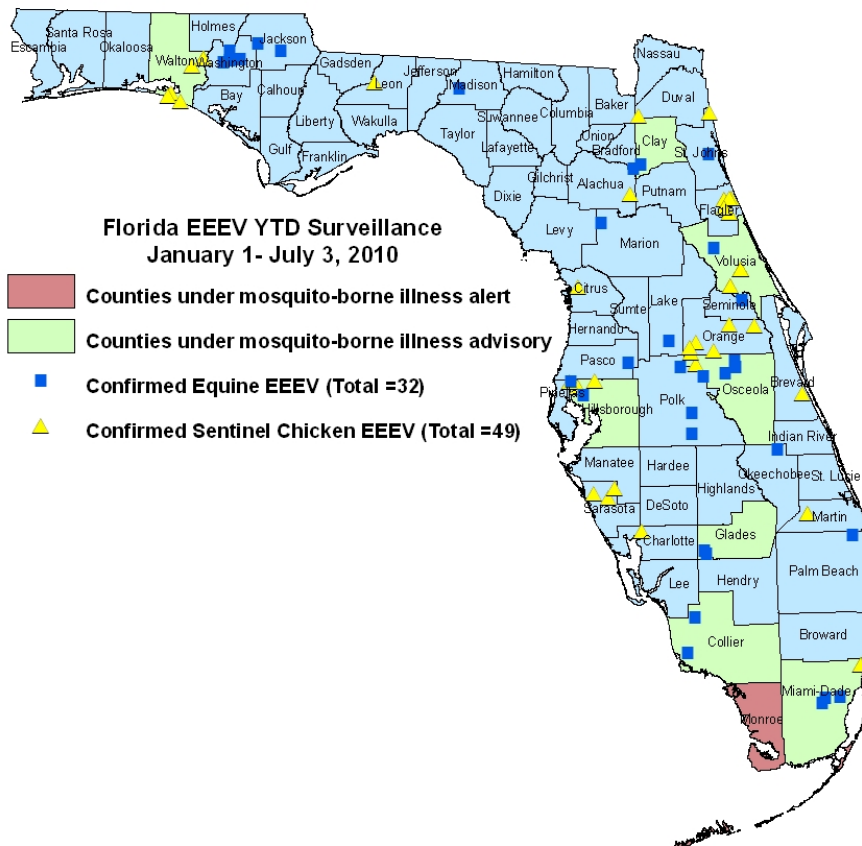 Holmes
Jackson
Santa Rosa
Escambia
Okaloosa
Walton
Washington
Gadsden
Leon
Jefferson
Madison
Hamilton
Nassau
Bay
Calhoun
Liberty
Wakulla
Taylor
Suwannee
Columbia
Baker
Duval
Gulf
Franklin
Lafayette
Union
Bradford
Clay
St Johns
Dixie
Gilchrist
Alachua
Putnam
Flagler
Florida EEEV YTD Surveillance
January 1- July 3, 2010
Levy
Marion
Volusia
Counties under mosquito-borne illness alert
Citrus
Sumter
Lake
Seminole
Counties under mosquito-borne illness advisory
Hernando
Orange
Pasco
Confirmed Equine EEEV (Total =32)
Pinellas
Hillsborough
Polk
Osceola
Brevard
Confirmed Sentinel Chicken EEEV (Total =49)
Indian River
Manatee
Hardee
Okeechobee
St. Lucie
Highlands
Sarasota
DeSoto
Martin
Charlotte
Glades
Lee
Hendry
Palm Beach
Collier
Broward
Miami-Dade
Monroe